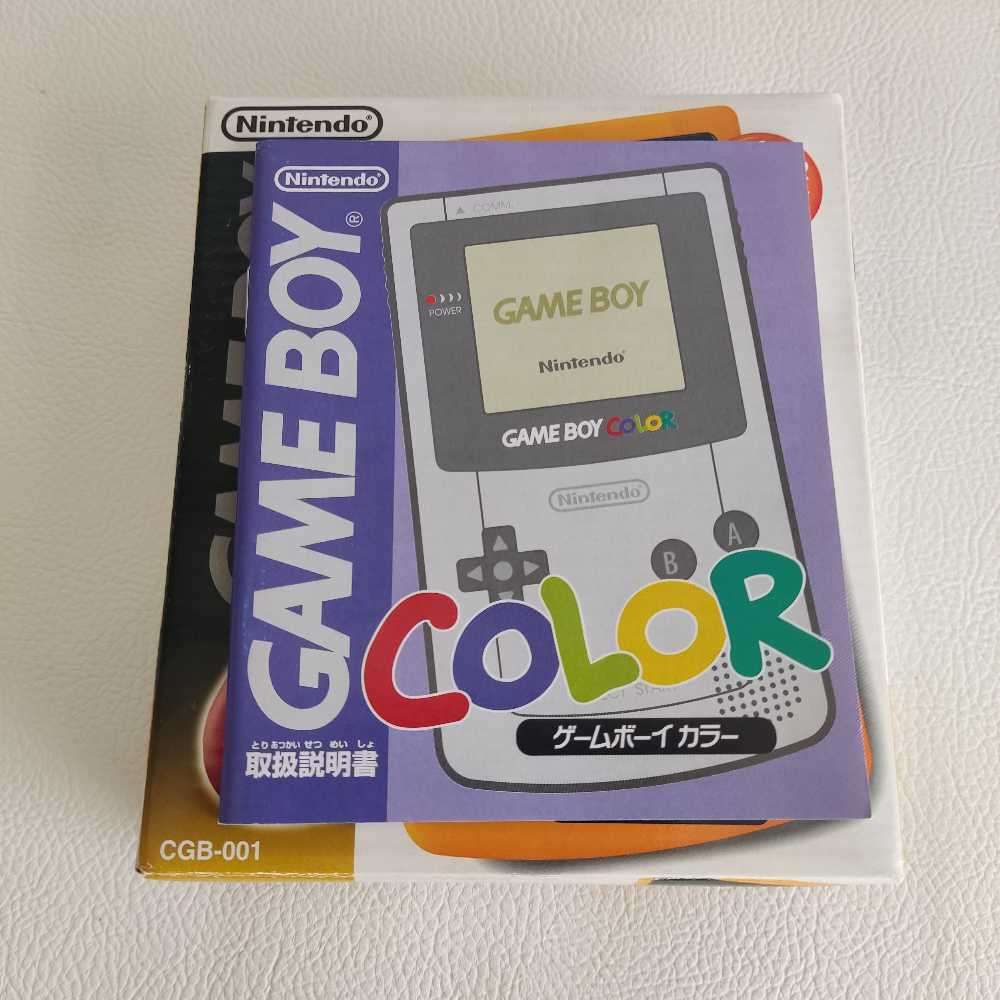 Nintendo®
Nintendo®
GAME BOY®
COMM.
POWER
GAME BOY
Nintendo®
GAME BOY COLOR
Nintendo
A
B
COLOR
START
ゲームボーイ カラー
とりあつかいせつめいしょ
取扱説明書
CGB-001